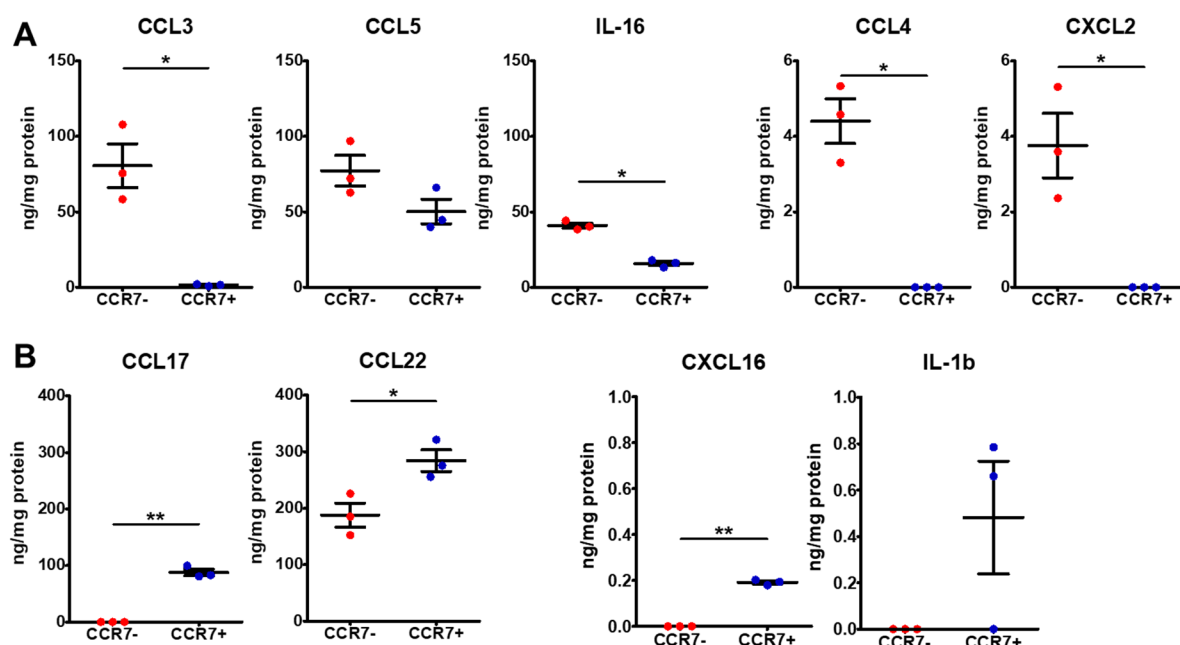 A
CCL3
CCL5
IL-16
CCL4
CXCL2
150
100
50
0
ng/mg protein
*
CCR7- CCR7+
150
100
50
0
ng/mg protein
CCR7- CCR7+
150
100
50
0
ng/mg protein
*
CCR7- CCR7+
6
4
2
0
ng/mg protein
*
CCR7- CCR7+
6
4
2
0
ng/mg protein
*
CCR7- CCR7+
B
CCL17
CCL22
CXCL16
IL-1b
400
300
200
100
0
ng/mg protein
**
CCR7- CCR7+
400
300
200
100
0
ng/mg protein
*
CCR7- CCR7+
1.0
0.8
0.6
0.4
0.2
0.0
ng/mg protein
**
CCR7- CCR7+
1.0
0.8
0.6
0.4
0.2
0.0
ng/mg protein
CCR7- CCR7+